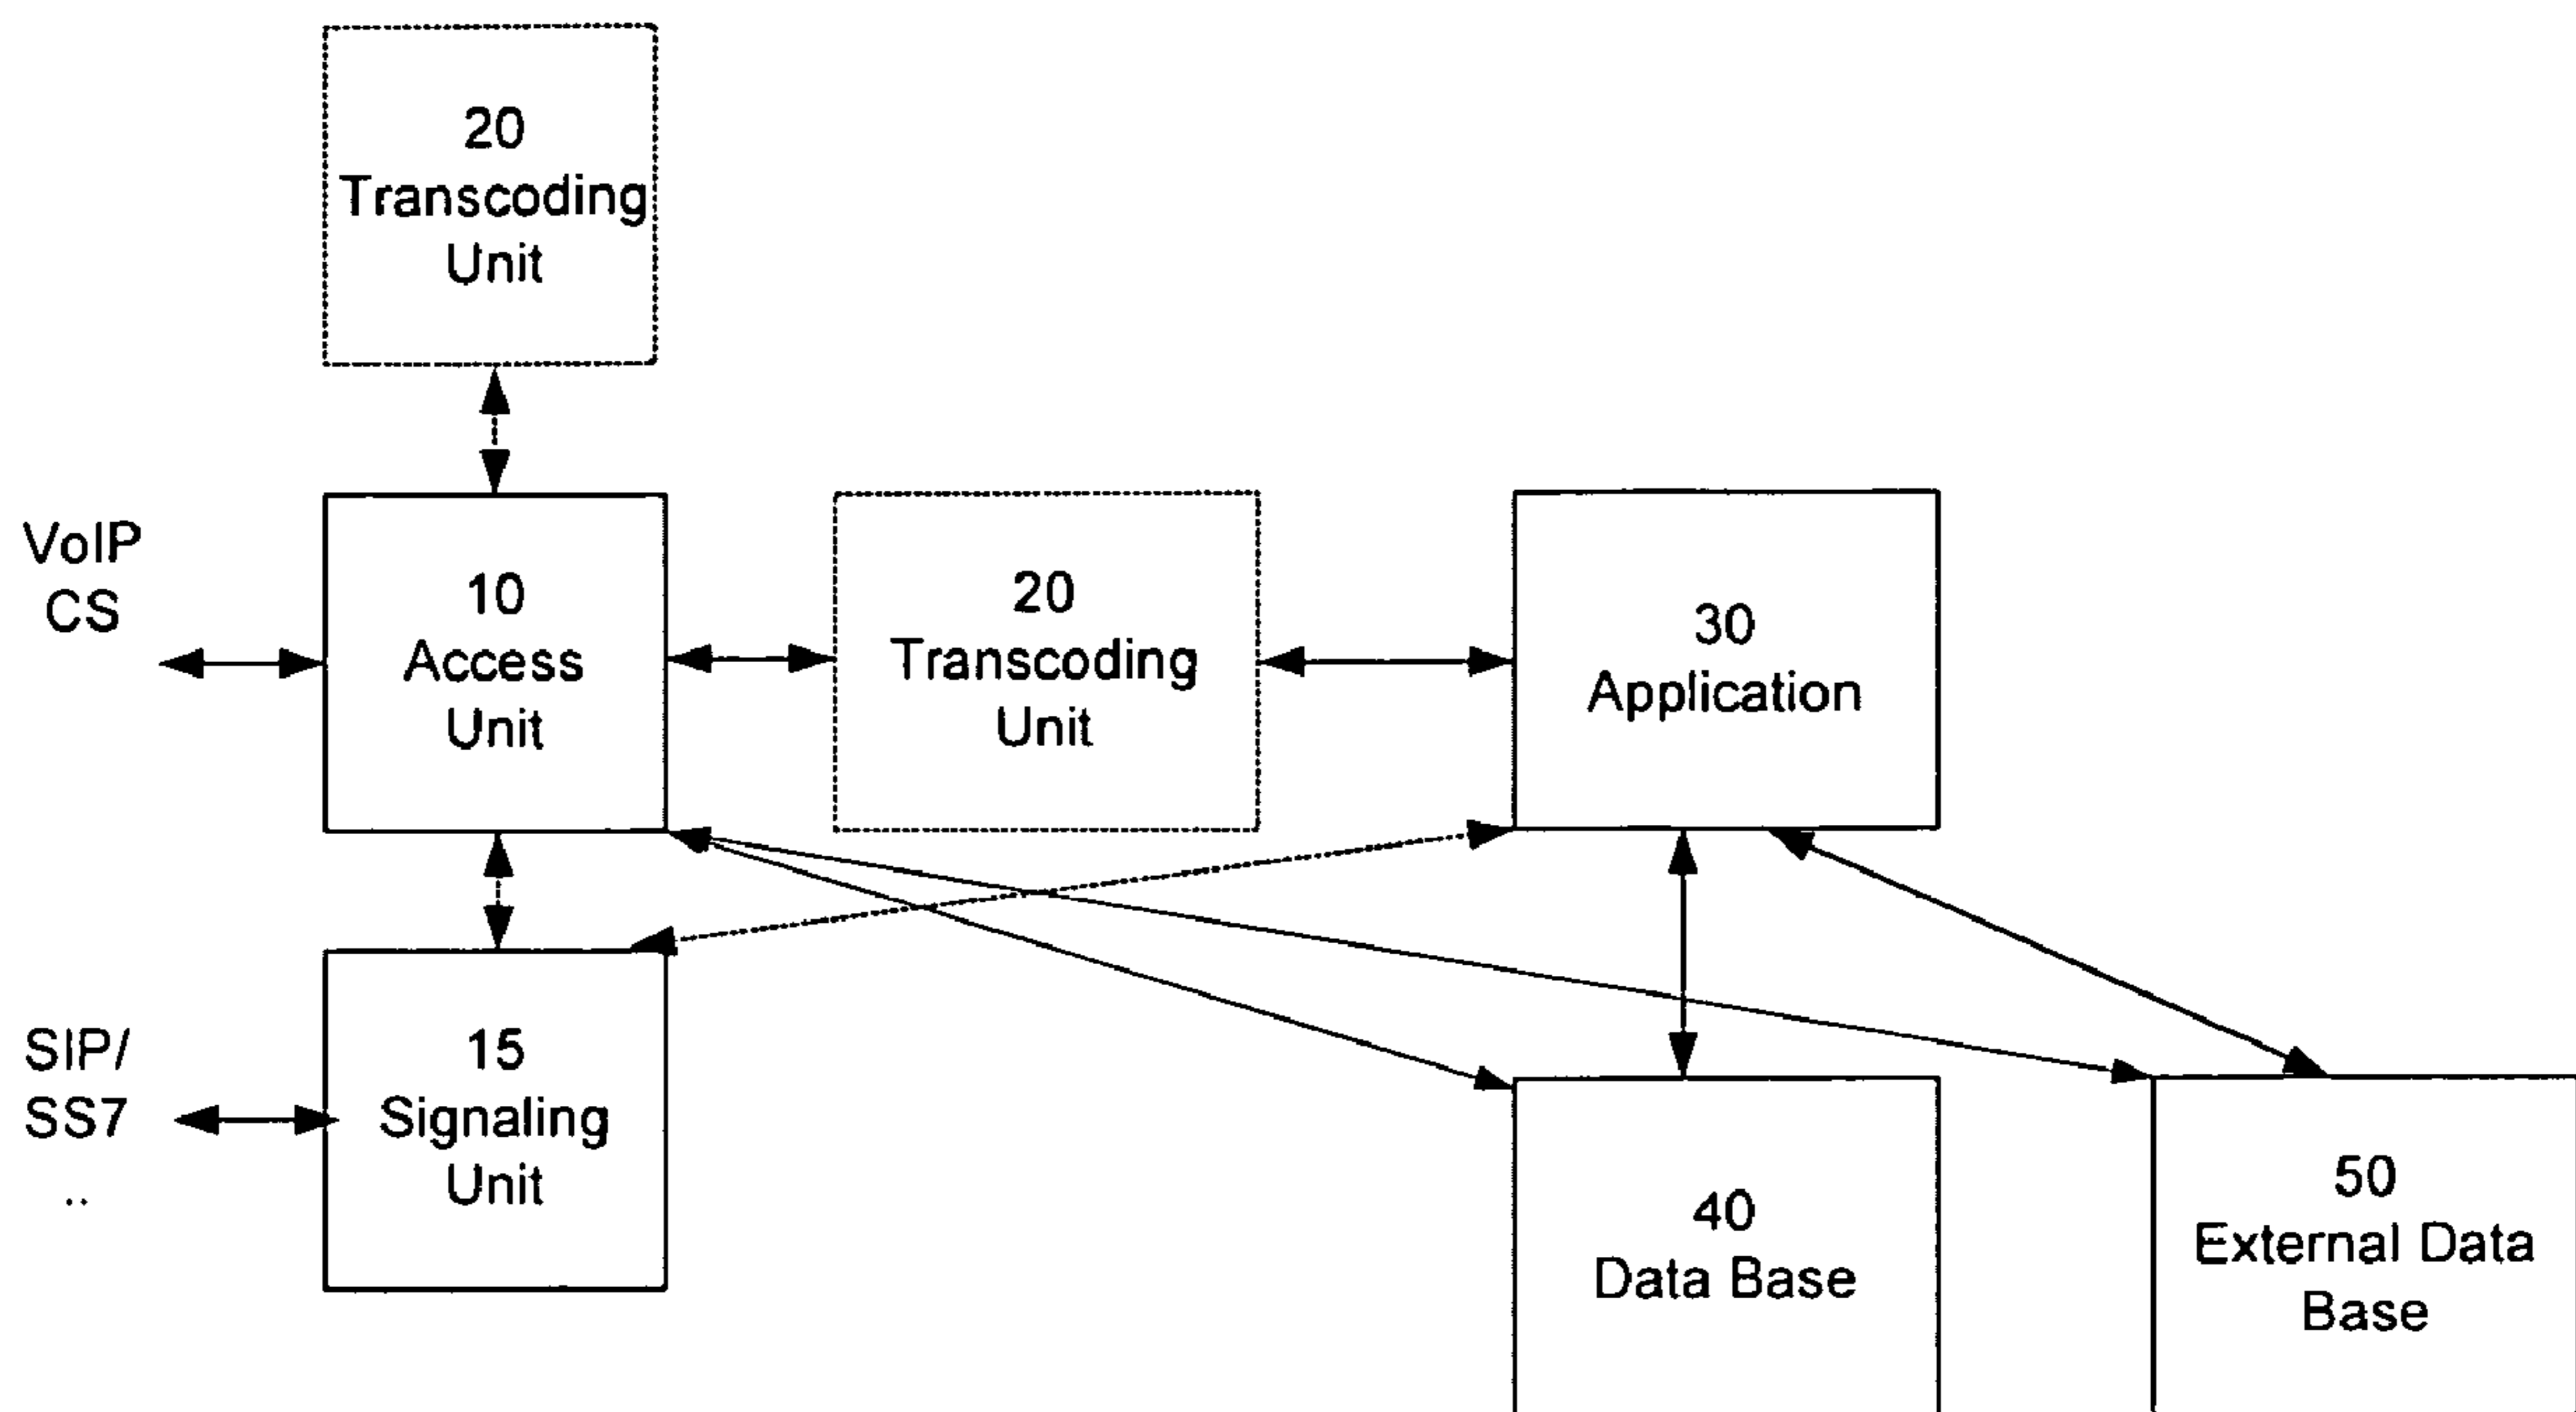 20
Transcoding
Unit
VoIP
CS
10
Access
Unit
20
Transcoding
Unit
30
Application
SIP/
SS7
..
15
Signaling
Unit
40
Data Base
50
External Data
Base